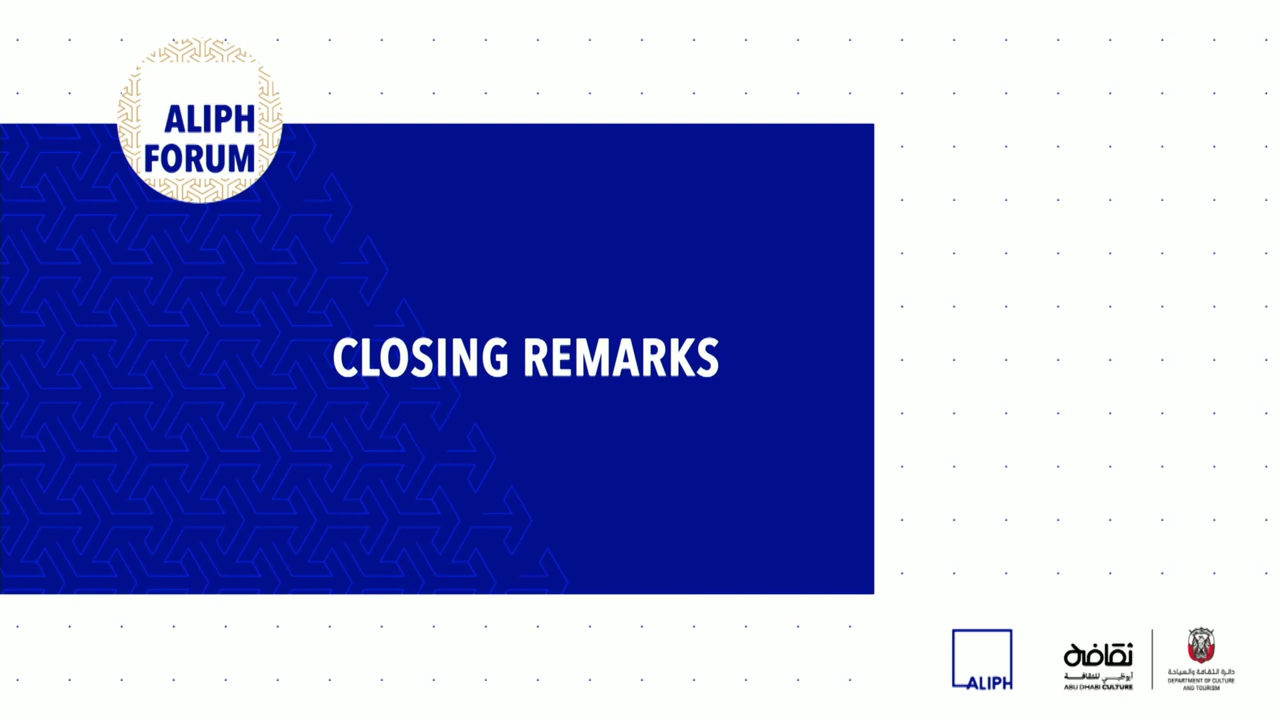 ALIPH
FORUM
CLOSING REMARKS
ALIPH
ثقافة
أبوظبي للثقافة
ABU DHABI CULTURE
دائرة الثقافة والسياحة
DEPARTMENT OF CULTURE
AND TOURISM